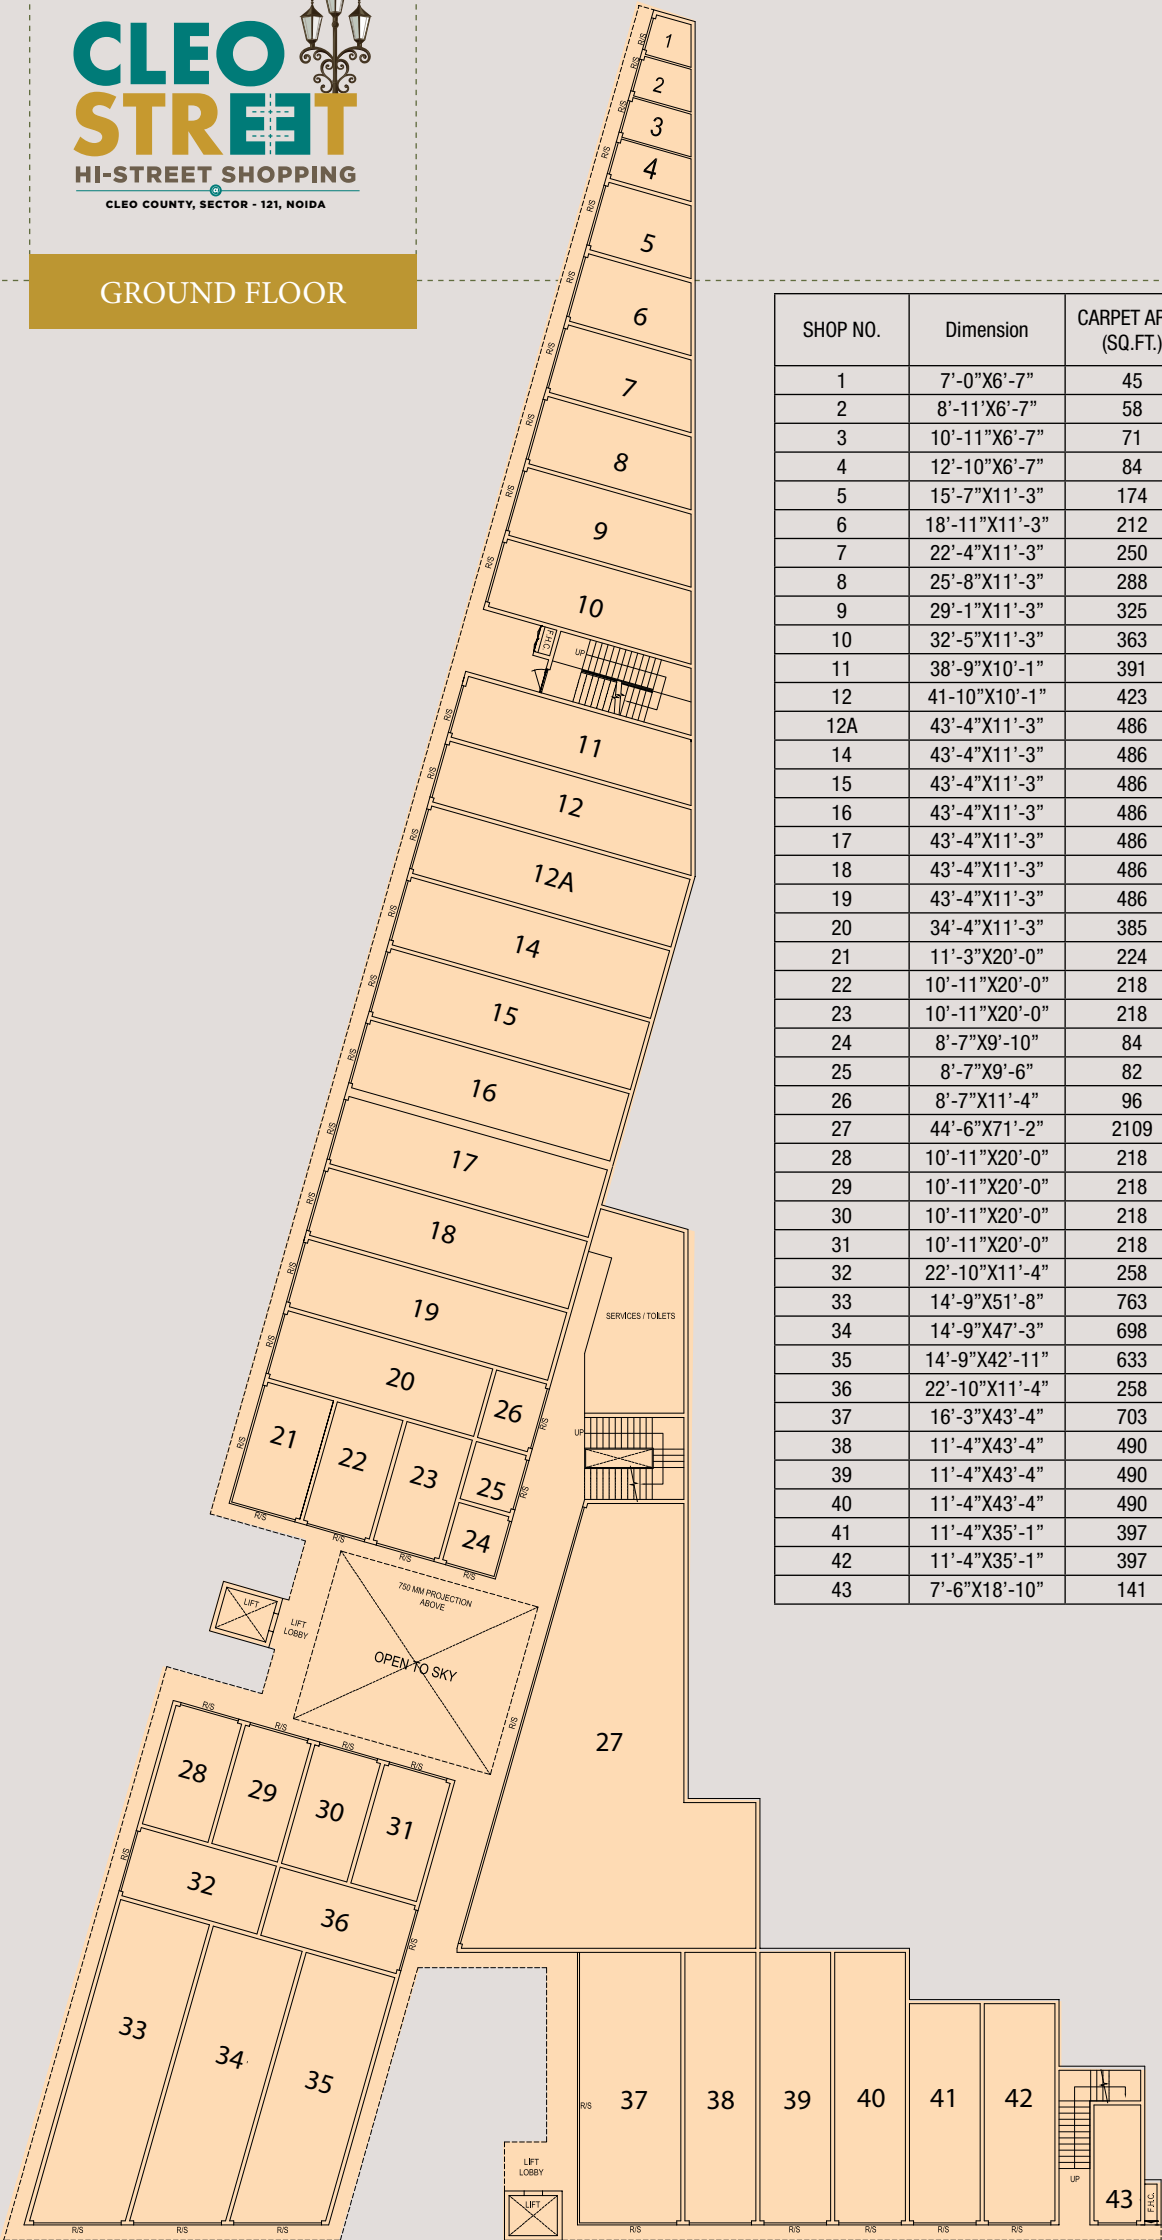 CLEO
STREET
HI-STREET SHOPPING
@
CLEO COUNTY, SECTOR - 121, NOIDA
GROUND FLOOR
SHOP NO. Dimension CARPET AR
(SQ.FT.)
1 7’-0”X6’-7” 45
2 8’-11’X6’-7” 58
3 10’-11”X6’-7” 71
4 12’-10”X6’-7” 84
5 15’-7”X11’-3” 174
6 18’-11”X11’-3” 212
7 22’-4”X11’-3” 250
8 25’-8”X11’-3” 288
9 29’-1”X11’-3” 325
10 32’-5”X11’-3” 363
11 38’-9”X10’-1” 391
12 41-10”X10’-1” 423
12A 43’-4”X11’-3” 486
14 43’-4”X11’-3” 486
15 43’-4”X11’-3” 486
16 43’-4”X11’-3” 486
17 43’-4”X11’-3” 486
18 43’-4”X11’-3” 486
19 43’-4”X11’-3” 486
20 34’-4”X11’-3” 385
21 11’-3”X20’-0” 224
22 10’-11”X20’-0” 218
23 10’-11”X20’-0” 218
24 8’-7”X9’-10” 84
25 8’-7”X9’-6” 82
26 8’-7”X11’-4” 96
27 44’-6”X71’-2” 2109
28 10’-11”X20’-0” 218
29 10’-11”X20’-0” 218
30 10’-11”X20’-0” 218
31 10’-11”X20’-0” 218
32 22’-10”X11’-4” 258
33 14’-9”X51’-8” 763
34 14’-9”X47’-3” 698
35 14’-9”X42’-11” 633
36 22’-10”X11’-4” 258
37 16’-3”X43’-4” 703
38 11’-4”X43’-4” 490
39 11’-4”X43’-4” 490
40 11’-4”X43’-4” 490
41 11’-4”X35’-1” 397
42 11’-4”X35’-1” 397
43 7’-6”X18’-10” 141
R/S 1
R/S 2
R/S 3
R/S 4
R/S 5
R/S 6
R/S 7
R/S 8
R/S 9
R/S 10
F.H.C.
UP
R/S 11
R/S 12
R/S 12A
R/S 14
R/S 15
R/S 16
R/S 17
R/S 18
R/S 19
SERVICES / TOILETS
R/S 20
26 R/S
UP
R/S 21 22 23 25 R/S
24
R/S R/S R/S R/S
750 MM PROJECTION
ABOVE
LIFT
LIFT
LOBBY
OPEN TO SKY
R/S
27
R/S R/S R/S R/S
28 29 30 31
R/S 32 36 R/S
33 34 35
R/S 37 38 39 40 41 42
LIFT
LOBBY
LIFT
UP
43
F.H.C.
R/S R/S R/S R/S R/S R/S R/S R/S